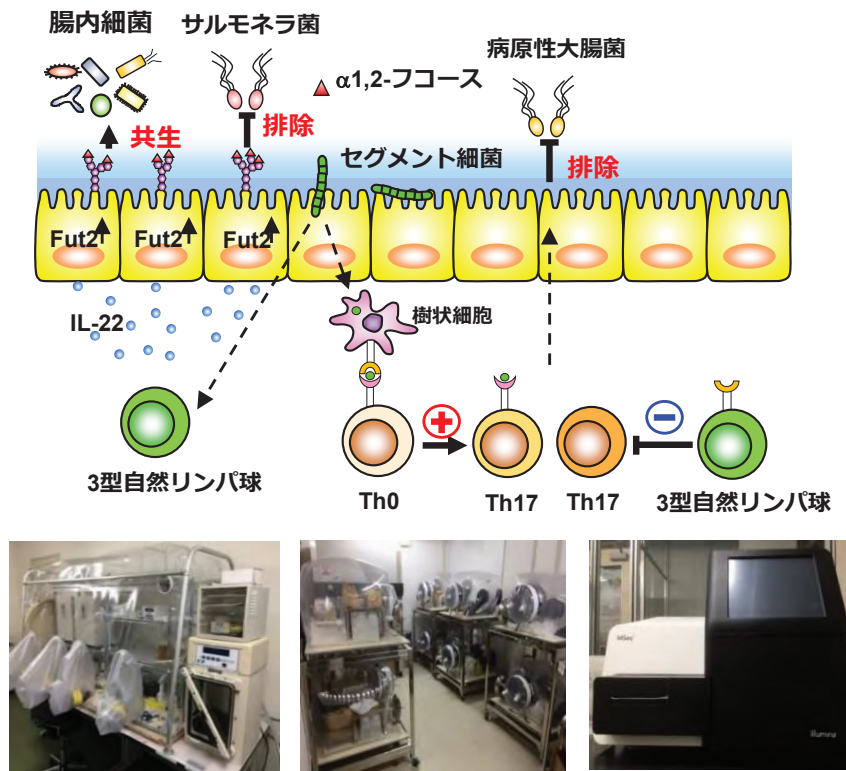 腸内細菌
サルモネラ菌
病原性大腸菌
α1,2-フコース
共生
排除
セグメント細菌
排除
Fut2
Fut2
Fut2
IL-22
樹状細胞
3型自然リンパ球
Th0
Th17
Th17
3型自然リンパ球
MiSeq
illumina